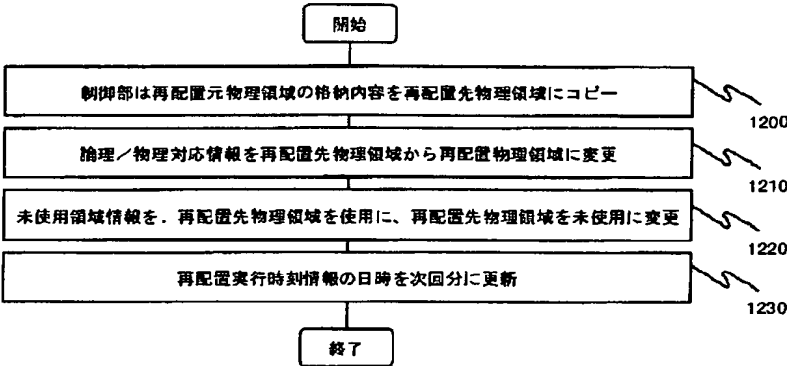 開始
制御部は再配置元物理領域の格納内容を再配置先物理領域にコピー
1200
論理/物理対応情報を再配置先物理領域から再配置物理領域に変更
1210
未使用領域情報を．再配置先物理領域を使用に、再配置先物理領域を未使用に変更
1220
再配置実行時刻情報の日時を次回分に更新
1230
終了